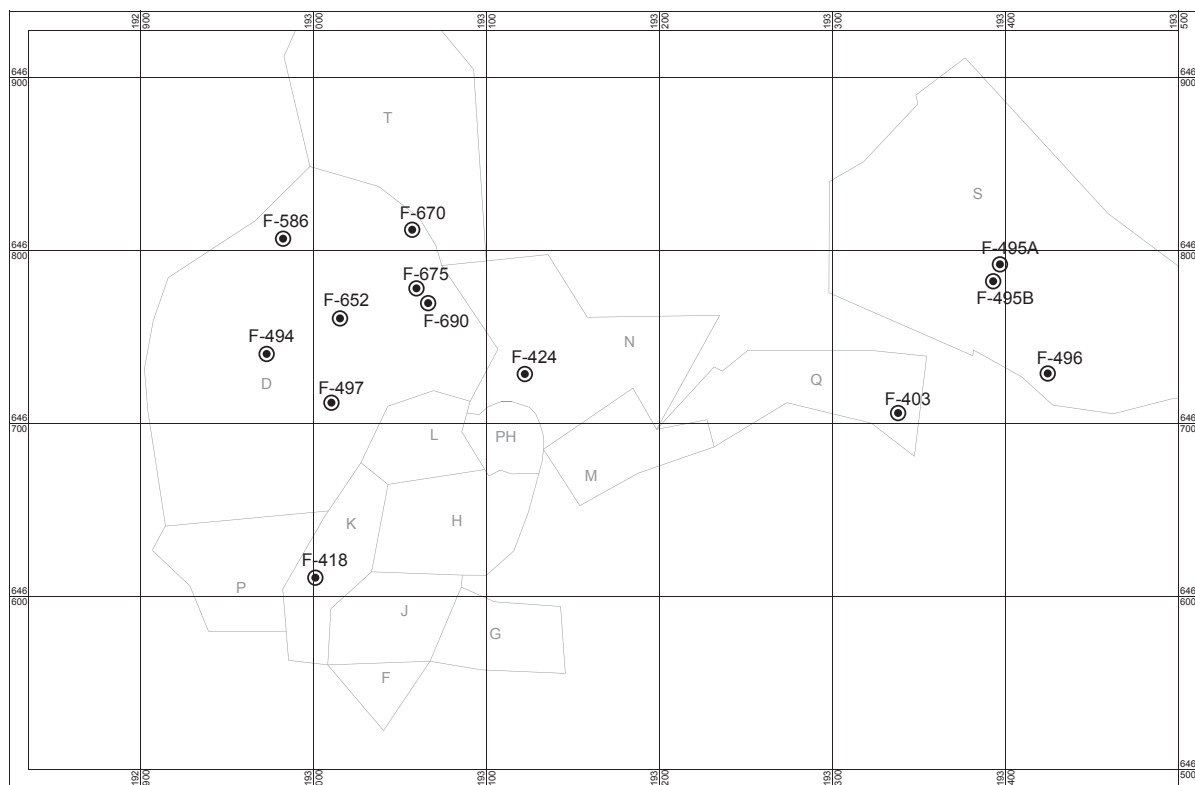 192 900
193 000
193 100
193 200
193 300
193 400
193 500
646 900
646 900
T
S
F-670
F-586
646 800
F-495A
646 800
F-675
F-495B
F-652
F-690
F-494
N
F-424
F-496
D
Q
F-497
F-403
646 700
L
PH
646 700
M
K
H
F-418
P
646 600
646 600
J
G
F
192 900
193 000
193 100
193 200
193 300
193 400
193 500
646 500